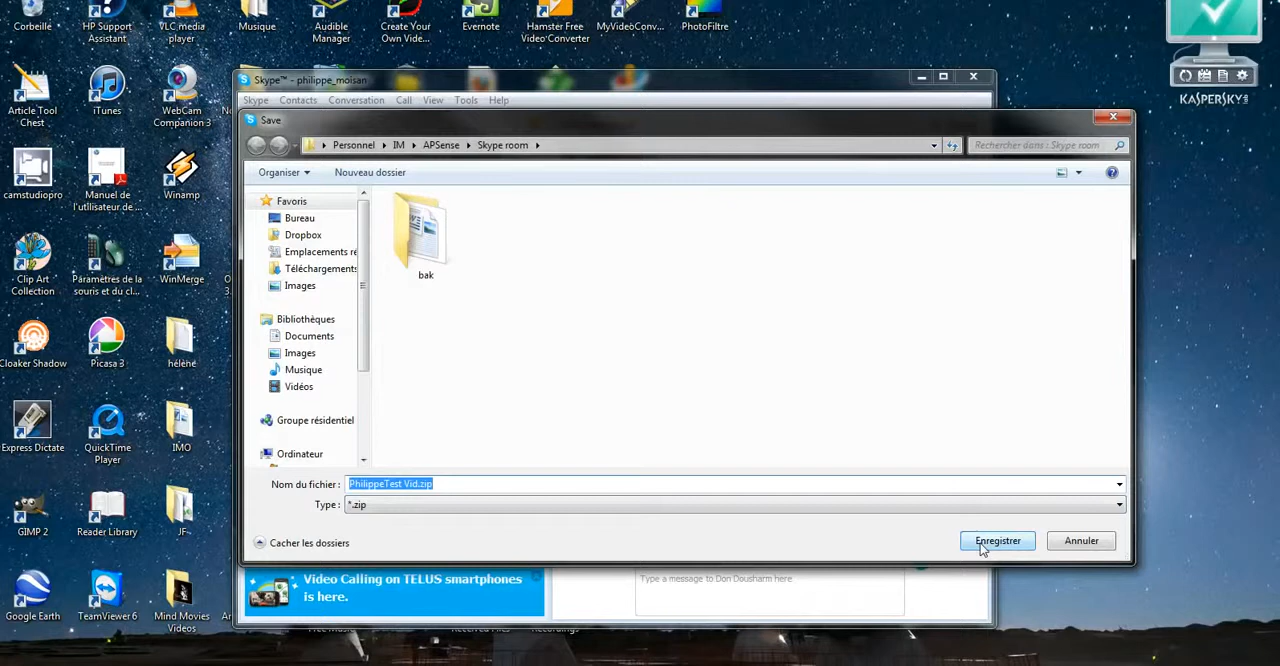 Corbeille
HP Support
Assistant
VLC media
player
Musique
Audible
Manager
Create Your
Own Vide...
Evernote
Hamster Free
Video Converter
MyVideoConv...
PhotoFiltre
KASPERSKY
Article Tool
Chest
iTunes
WebCam
Companion 3
camstudiopro
Manuel de
l'utilisateur de ...
Winamp
Clip Art
Collection
Paramètres de la
souris et du cl...
WinMerge
Cloaker Shadow
Picasa 3
hélène
Express Dictate
QuickTime
Player
IMO
GIMP 2
Reader Library
JF
Google Earth
TeamViewer 6
Mind Movies
Videos
Skype™ - philippe_moisan
Skype Contacts Conversation Call View Tools Help
Save
Personnel IM APSense Skype room
Rechercher dans : Skype room
Organiser Nouveau dossier
Favoris
Bureau
Dropbox
Emplacements ré
Téléchargements
Images
Bibliothèques
Documents
Images
Musique
Vidéos
Groupe résidentiel
Ordinateur
bak
Nom du fichier : PhilippeTest Vid.zip
Type : *.zip
Cacher les dossiers
Enregistrer Annuler
Video Calling on TELUS smartphones
is here.
Type a message to Don Dousharm here